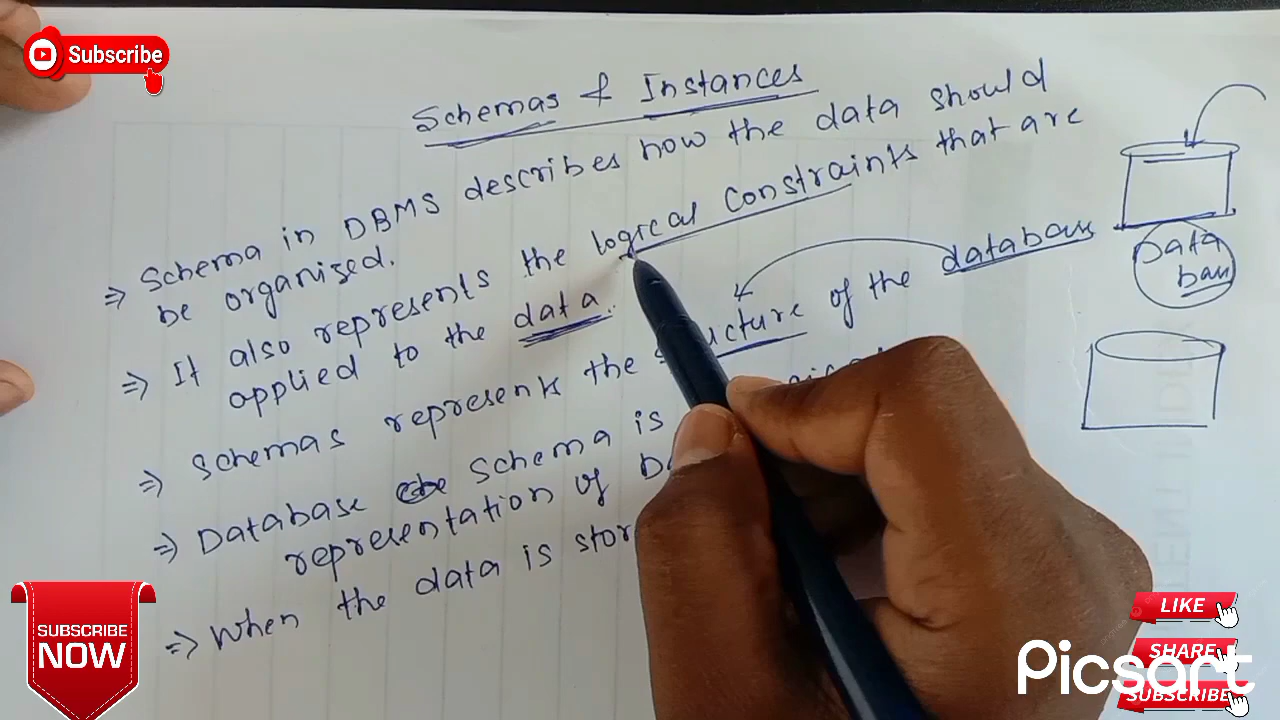 Subscribe
Schemas & Instances
⇒ Schema in DBMS describes how the data should
be organised.
⇒ It also represents the logical constraints that are
applied to the data.
⇒ Schemas represents the structure of the database
⇒ Database Schema is
representation of
⇒ When the data is stor
Data
base
SUBSCRIBE
NOW
LIKE
SHARE
SUBSCRIBE
Picsart